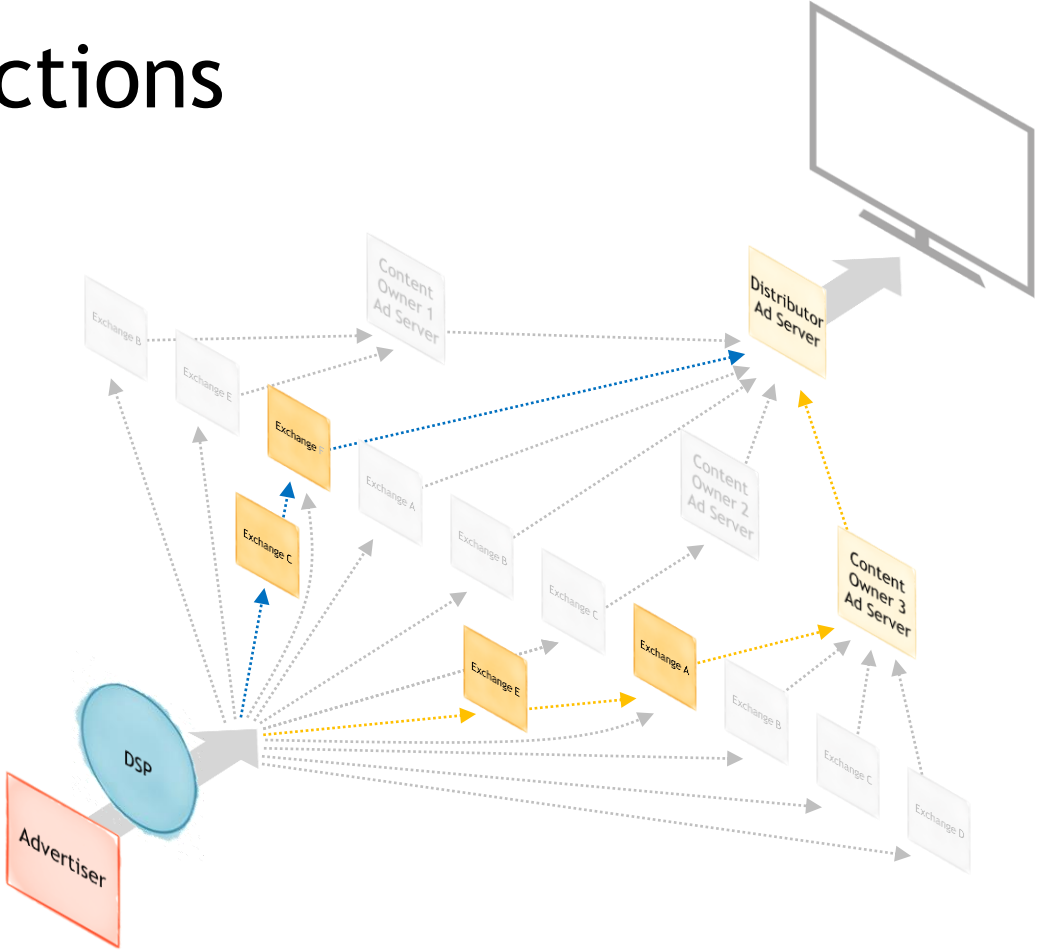 ctions
Content
Owner 1
Ad Server
Distributor
Ad Server
Exchange B
Exchange E
Exchange
Exchange A
Content
Owner 2
Ad Server
Exchange C
Exchange B
Content
Owner 3
Ad Server
Exchange C
Exchange E
Exchange A
Exchange B
Exchange C
Exchange D
DSP
Advertiser